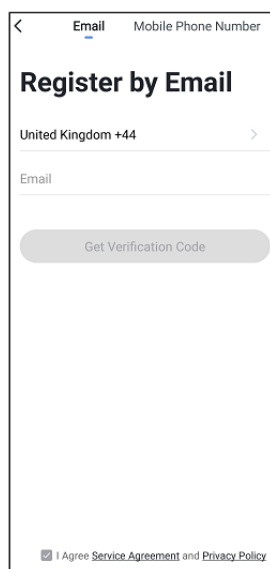 Email Mobile Phone Number
Register by Email
United Kingdom +44
Email
Get Verification Code
I Agree Service Agreement and Privacy Policy